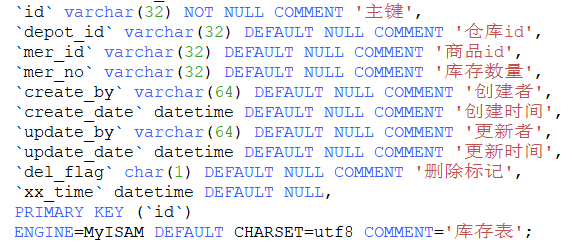 `id` varchar(32) NOT NULL COMMENT '主键',
`depot_id` varchar(32) DEFAULT NULL COMMENT '仓库id',
`mer_id` varchar(32) DEFAULT NULL COMMENT '商品id',
`mer_no` varchar(32) DEFAULT NULL COMMENT '库存数量',
`create_by` varchar(64) DEFAULT NULL COMMENT '创建者',
`create_date` datetime DEFAULT NULL COMMENT '创建时间',
`update_by` varchar(64) DEFAULT NULL COMMENT '更新者',
`update_date` datetime DEFAULT NULL COMMENT '更新时间',
`del_flag` char(1) DEFAULT NULL COMMENT '删除标记',
`xx_time` datetime DEFAULT NULL,
PRIMARY KEY (`id`)
ENGINE=MyISAM DEFAULT CHARSET=utf8 COMMENT='库存表';